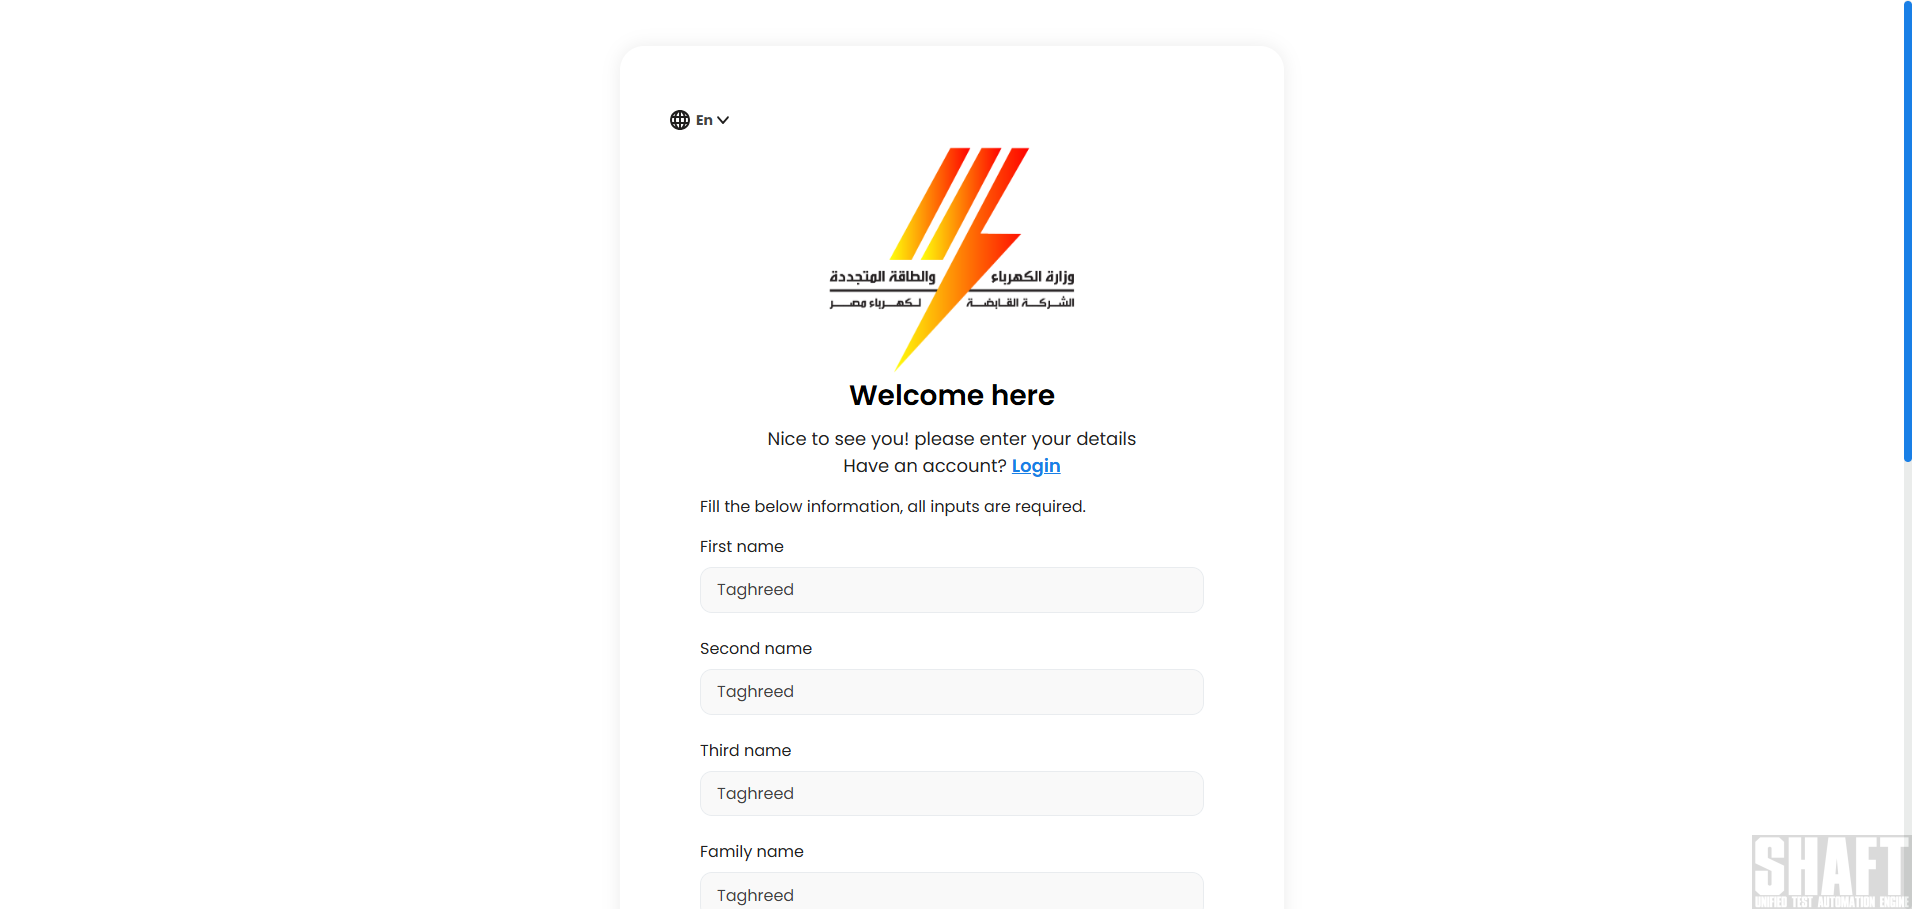 En
وزارة الكهرباء والطاقة المتجددة
الشركة القابضة لكهرباء مصر
Welcome here
Nice to see you! please enter your details
Have an account? Login
Fill the below information, all inputs are required.
First name
Taghreed
Second name
Taghreed
Third name
Taghreed
Family name
Taghreed
SHAFT
UNIFIED TEST AUTOMATION ENGINE